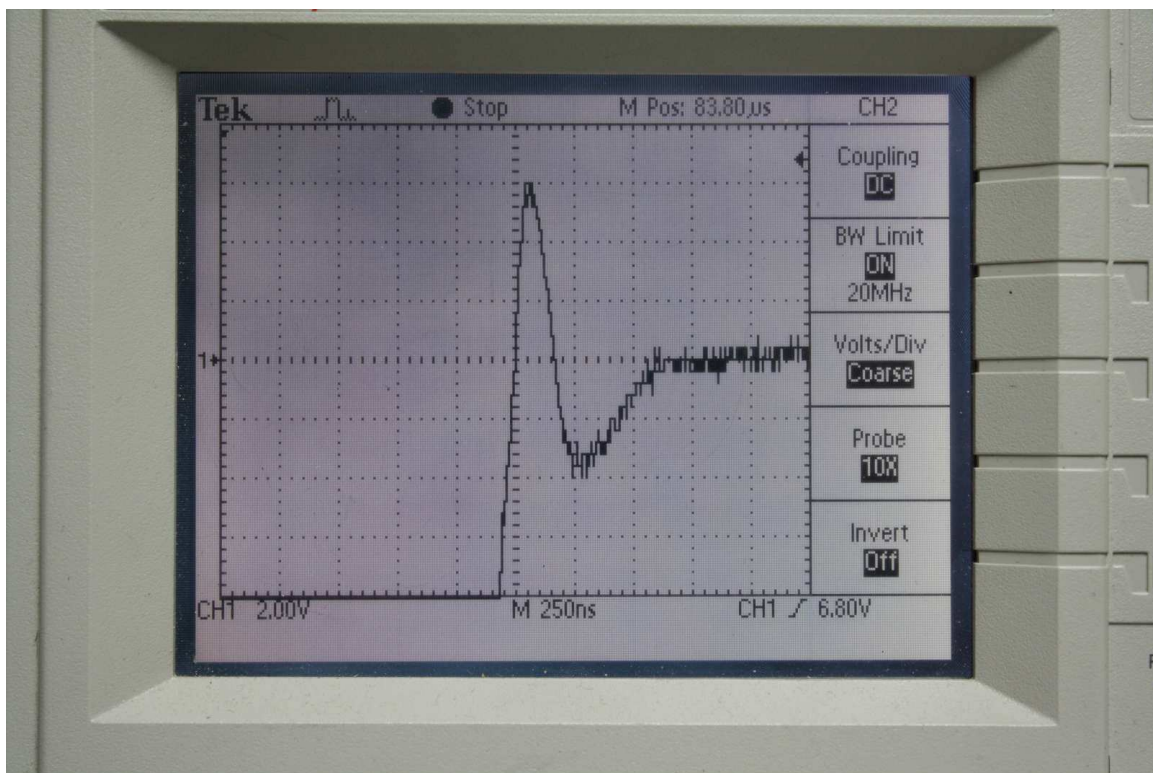 Tek Stop M Pos: 83.80µs CH2
Coupling
DC
BW Limit
ON
20MHz
1
Volts/Div
Coarse
Probe
10X
Invert
Off
CH1 2.00V M 250ns CH1 6.80V